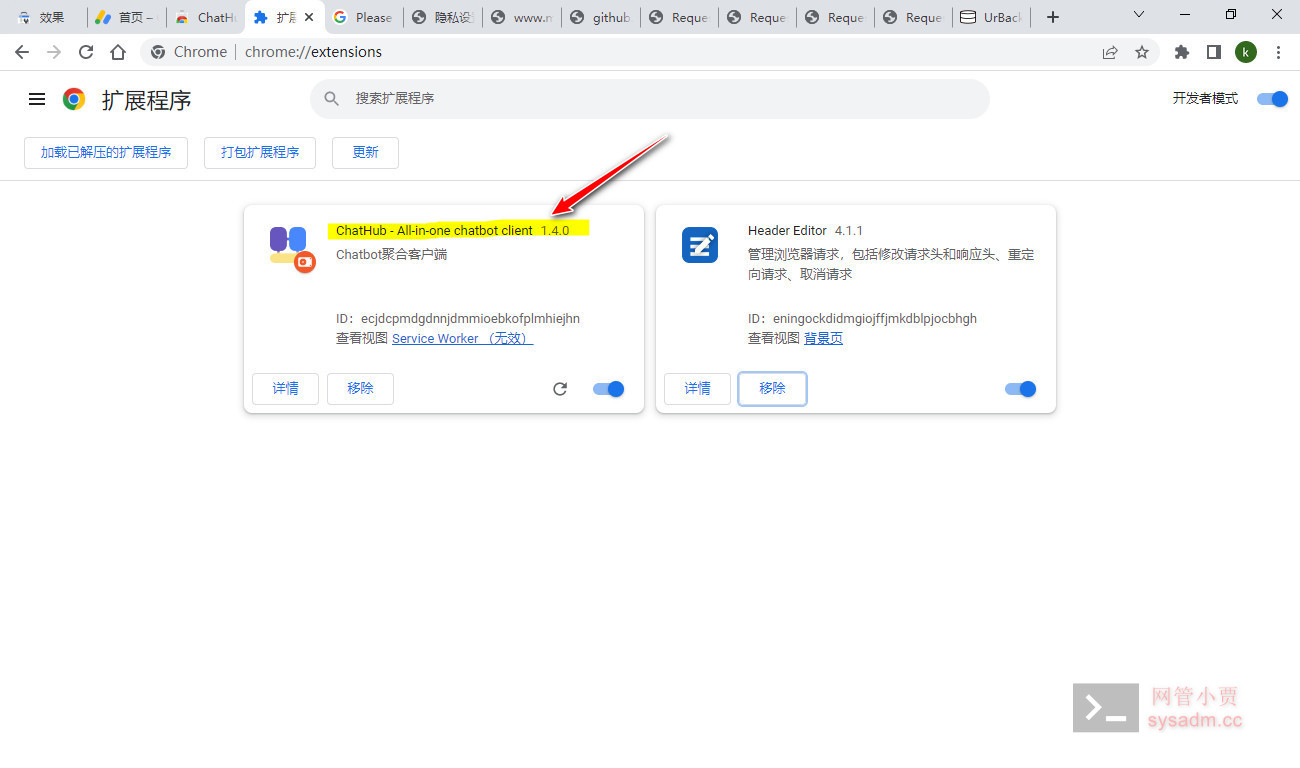 效果
首页 –
ChatHu
扩展
Please
隐私设
www.m
github
Reque
Reque
Reque
Reque
UrBack
Chrome
chrome://extensions
k
扩展程序
搜索扩展程序
开发者模式
加载已解压的扩展程序
打包扩展程序
更新
ChatHub - All-in-one chatbot client 1.4.0
Chatbot聚合客户端
ID：ecjdcpmdgdnnjdmmioebkofplmhiejhn
查看视图 Service Worker （无效）
详情
移除
Header Editor 4.1.1
管理浏览器请求，包括修改请求头和响应头、重定
向请求、取消请求
ID：eningockdidmgiojffjmkdblpjocbhgh
查看视图 背景页
详情
移除
网管小贾
sysadm.cc